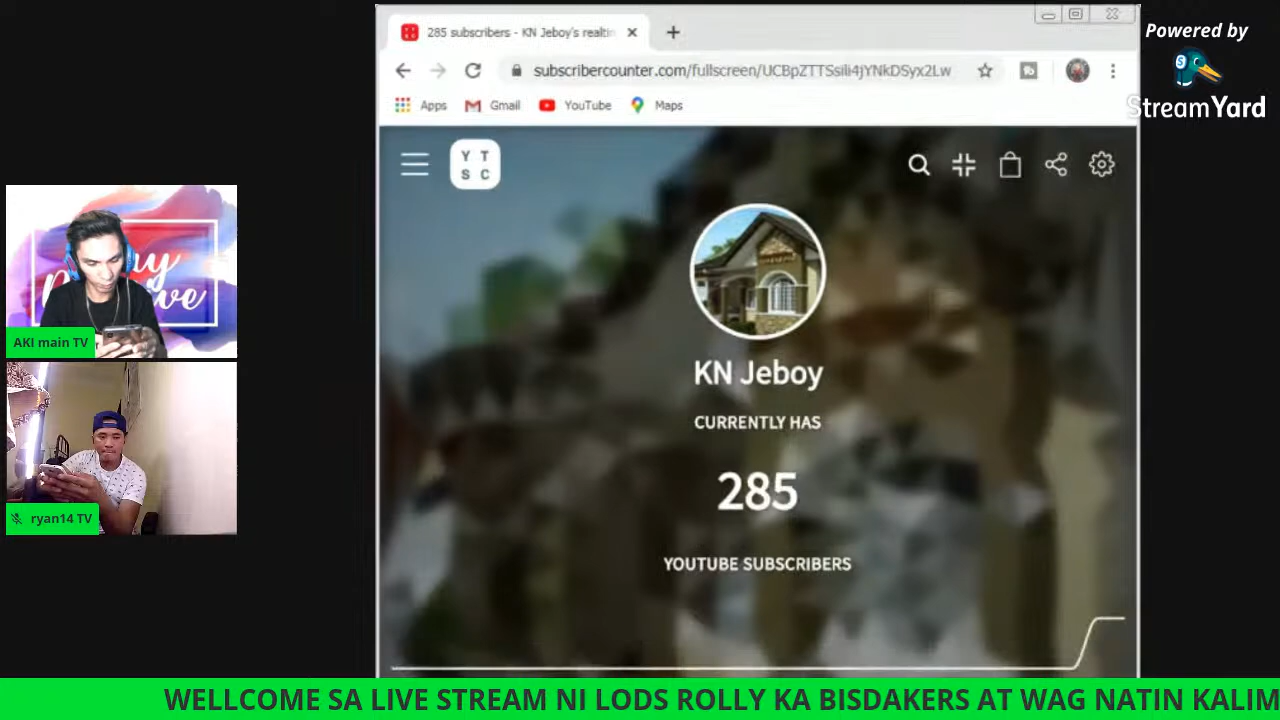 285 subscribers - KN Jeboy's realtin
Powered by
StreamYard
subscribercounter.com/fullscreen/UCBpZTTSsili4jYNkDSyx2Lw
Apps
Gmail
YouTube
Maps
Y T
S C
KN Jeboy
CURRENTLY HAS
285
YOUTUBE SUBSCRIBERS
AKI main TV
ryan14 TV
WELLCOME SA LIVE STREAM NI LODS ROLLY KA BISDAKERS AT WAG NATIN KALIM